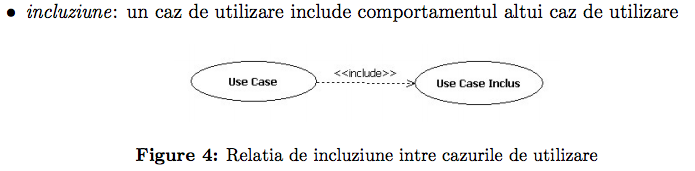 • incluziune: un caz de utilizare include comportamentul altui caz de utilizare
<<include>>
Use Case
Use Case Inclus
Figure 4: Relatia de incluziune intre cazurile de utilizare